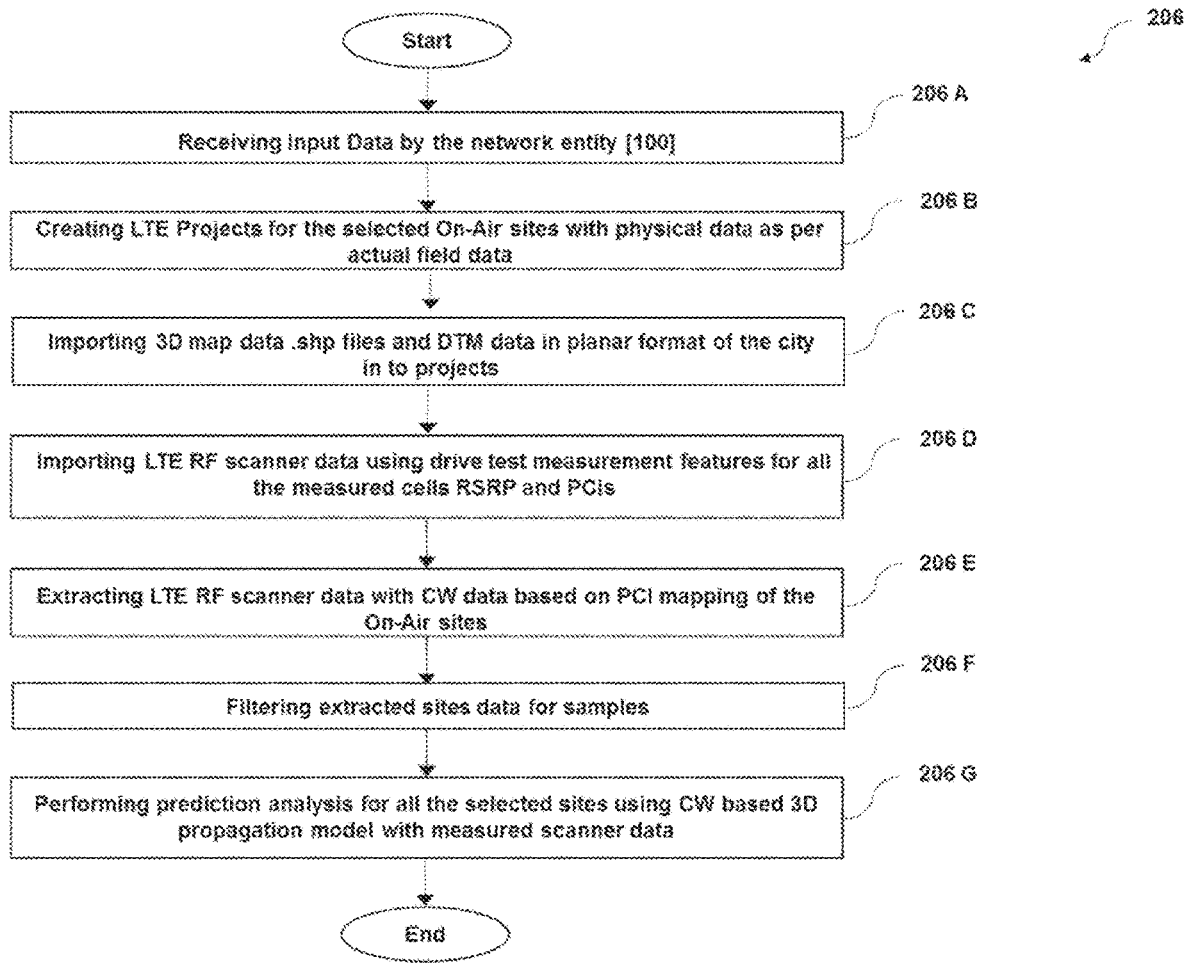 206
Start
206 A
Receiving Input Data by the network entity [100]
206 B
Creating LTE Projects for the selected On-Air sites with physical data as per
actual field data
206 C
Importing 3D map data .shp files and DTM data in planar format of the city
in to projects
206 D
Importing LTE RF scanner data using drive test measurement features for all
the measured cells RSRP and PCIs
206 E
Extracting LTE RF scanner data with CW data based on PCI mapping of the
On-Air sites
206 F
Filtering extracted sites data for samples
206 G
Performing prediction analysis for all the selected sites using CW based 3D
propagation model with measured scanner data
End